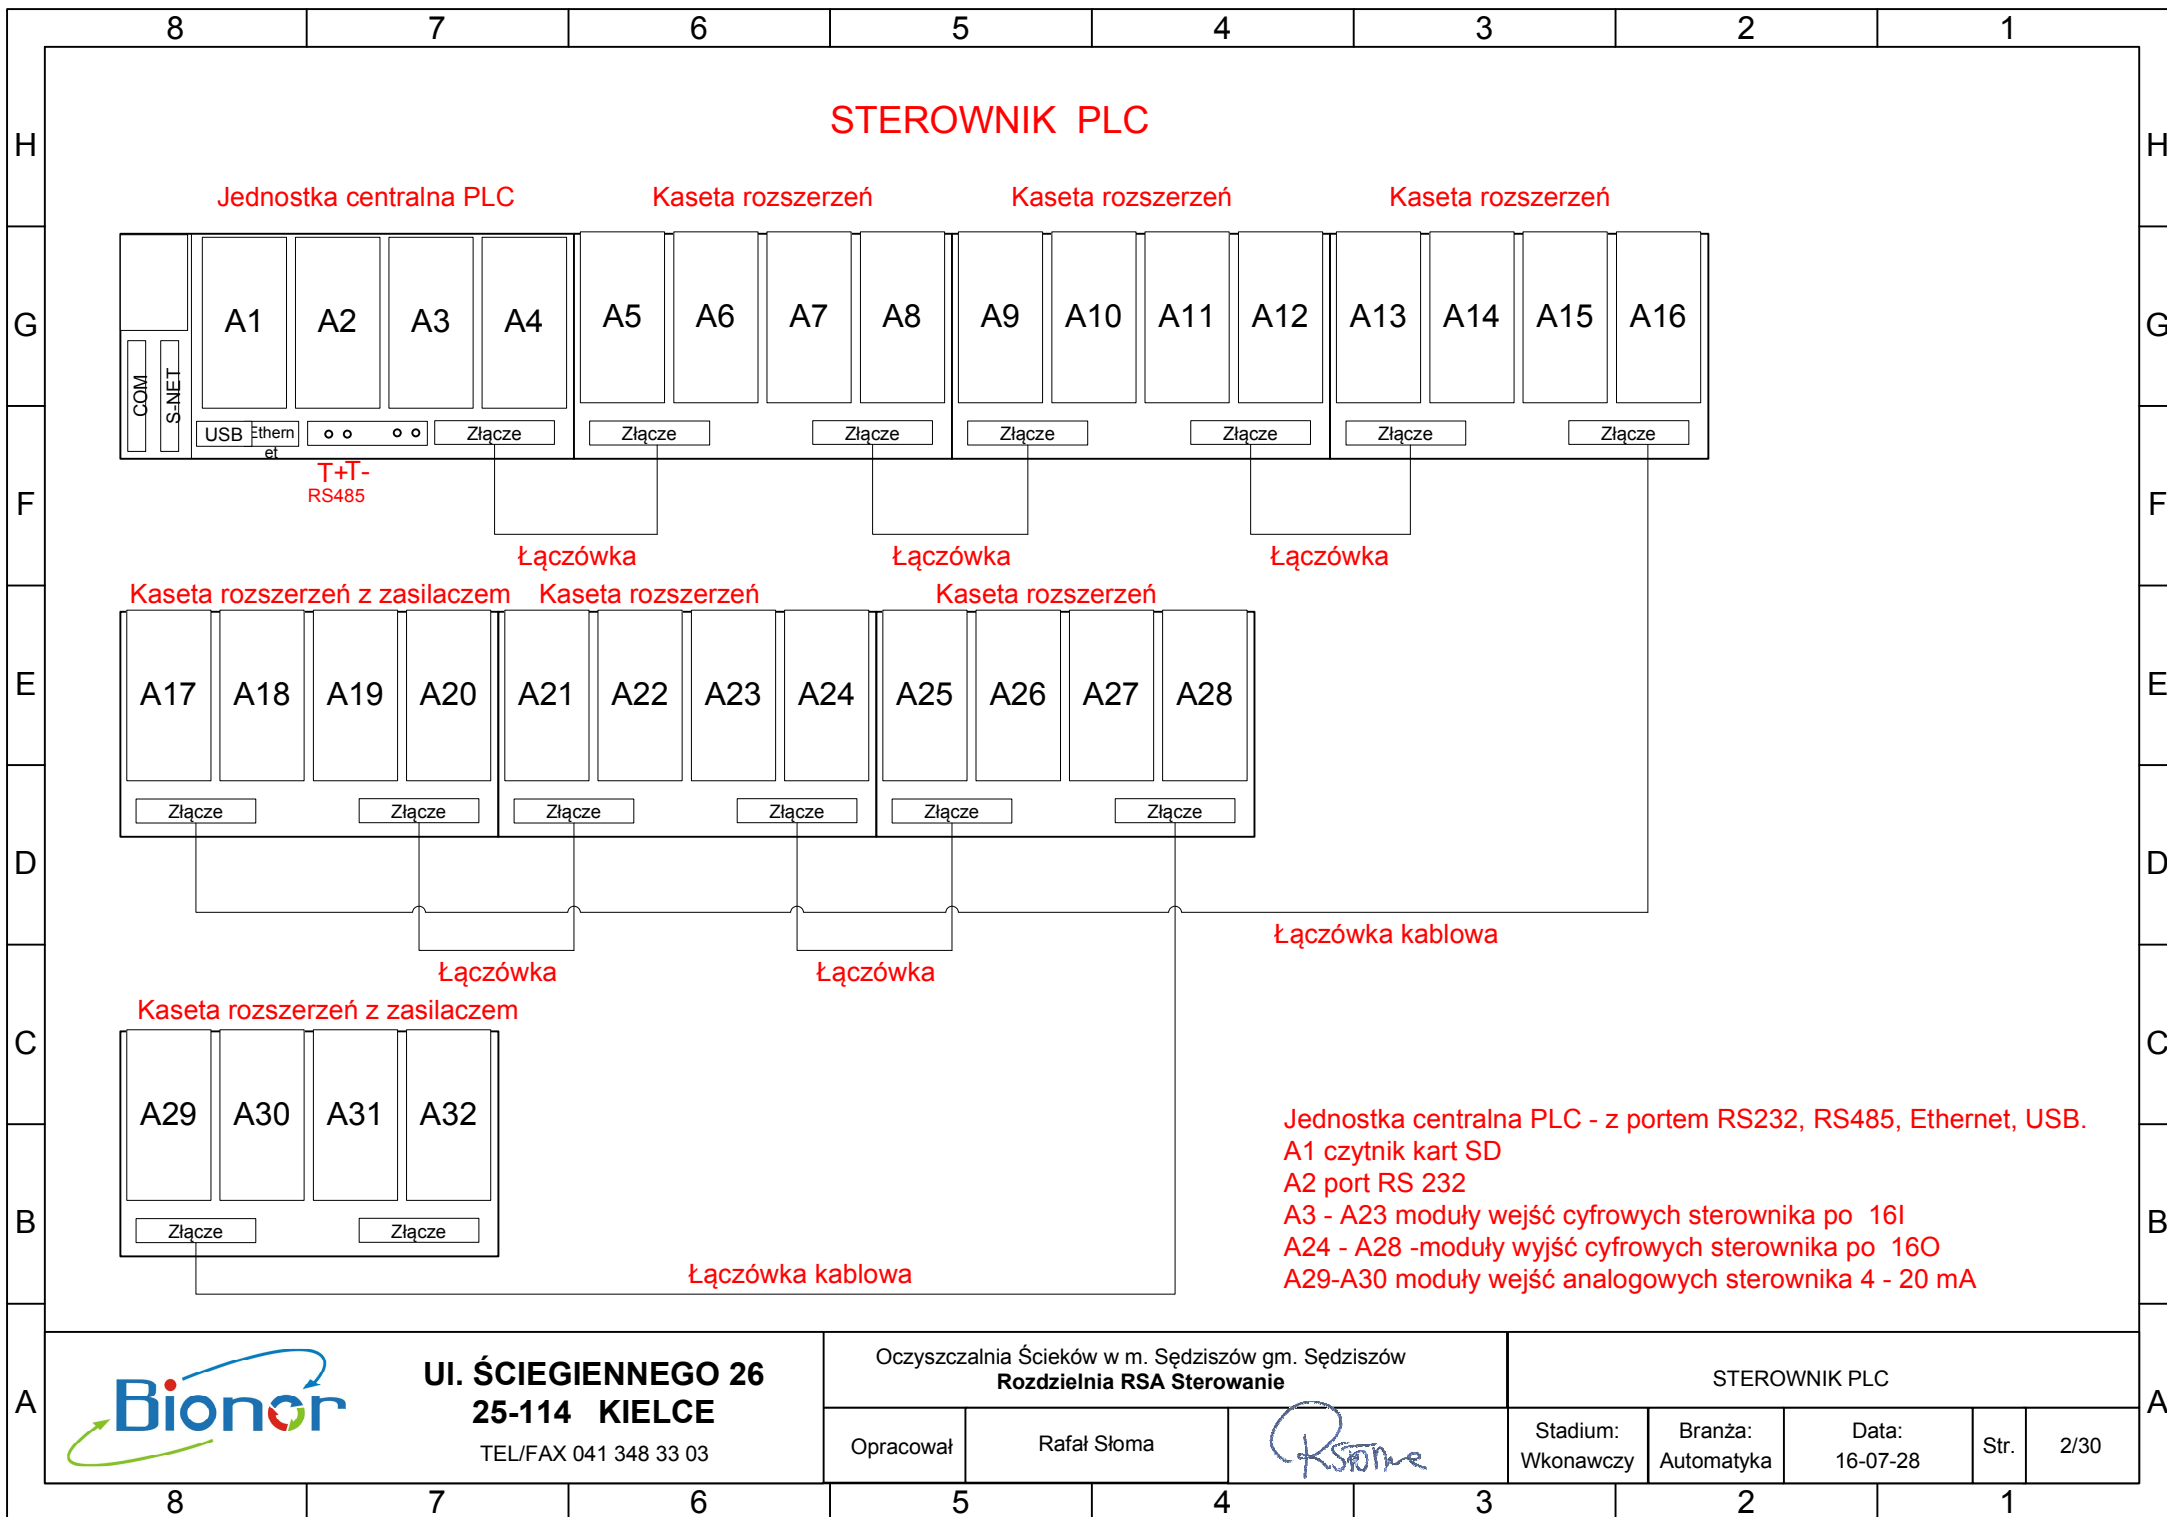 8 7 6 5 4 3 2 1
STEROWNIK PLC
H H
Jednostka centralna PLC Kaseta rozszerzeń Kaseta rozszerzeń Kaseta rozszerzeń
G A1 A2 A3 A4 A5 A6 A7 A8 A9 A10 A11 A12 A13 A14 A15 A16 G
COM S-NET
USB Ethern Złącze Złącze Złącze Złącze Złącze Złącze Złącze
et
T+T-
RS485
F F
Łączówka Łączówka Łączówka
Kaseta rozszerzeń z zasilaczem Kaseta rozszerzeń Kaseta rozszerzeń
E A17 A18 A19 A20 A21 A22 A23 A24 A25 A26 A27 A28 E
Złącze Złącze Złącze Złącze Złącze Złącze
D D
Łączówka kablowa
Łączówka Łączówka
Kaseta rozszerzeń z zasilaczem
C C
A29 A30 A31 A32
Jednostka centralna PLC - z portem RS232, RS485, Ethernet, USB.
A1 czytnik kart SD
A2 port RS 232
B A3 - A23 moduły wejść cyfrowych sterownika po 16I B
Złącze Złącze
A24 - A28 -moduły wyjść cyfrowych sterownika po 16O
Łączówka kablowa
A29-A30 moduły wejść analogowych sterownika 4 - 20 mA
A A
Bionor
Ul. ŚCIEGIENNEGO 26
25-114 KIELCE
TEL/FAX 041 348 33 03
Oczyszczalnia Ścieków w m. Sędziszów gm. Sędziszów
Rozdzielnia RSA Sterowanie
STEROWNIK PLC
Opracował Rafał Słoma
Stadium:
Wkonawczy
Branża:
Automatyka
Data:
16-07-28
Str. 2/30
8 7 6 5 4 3 2 1